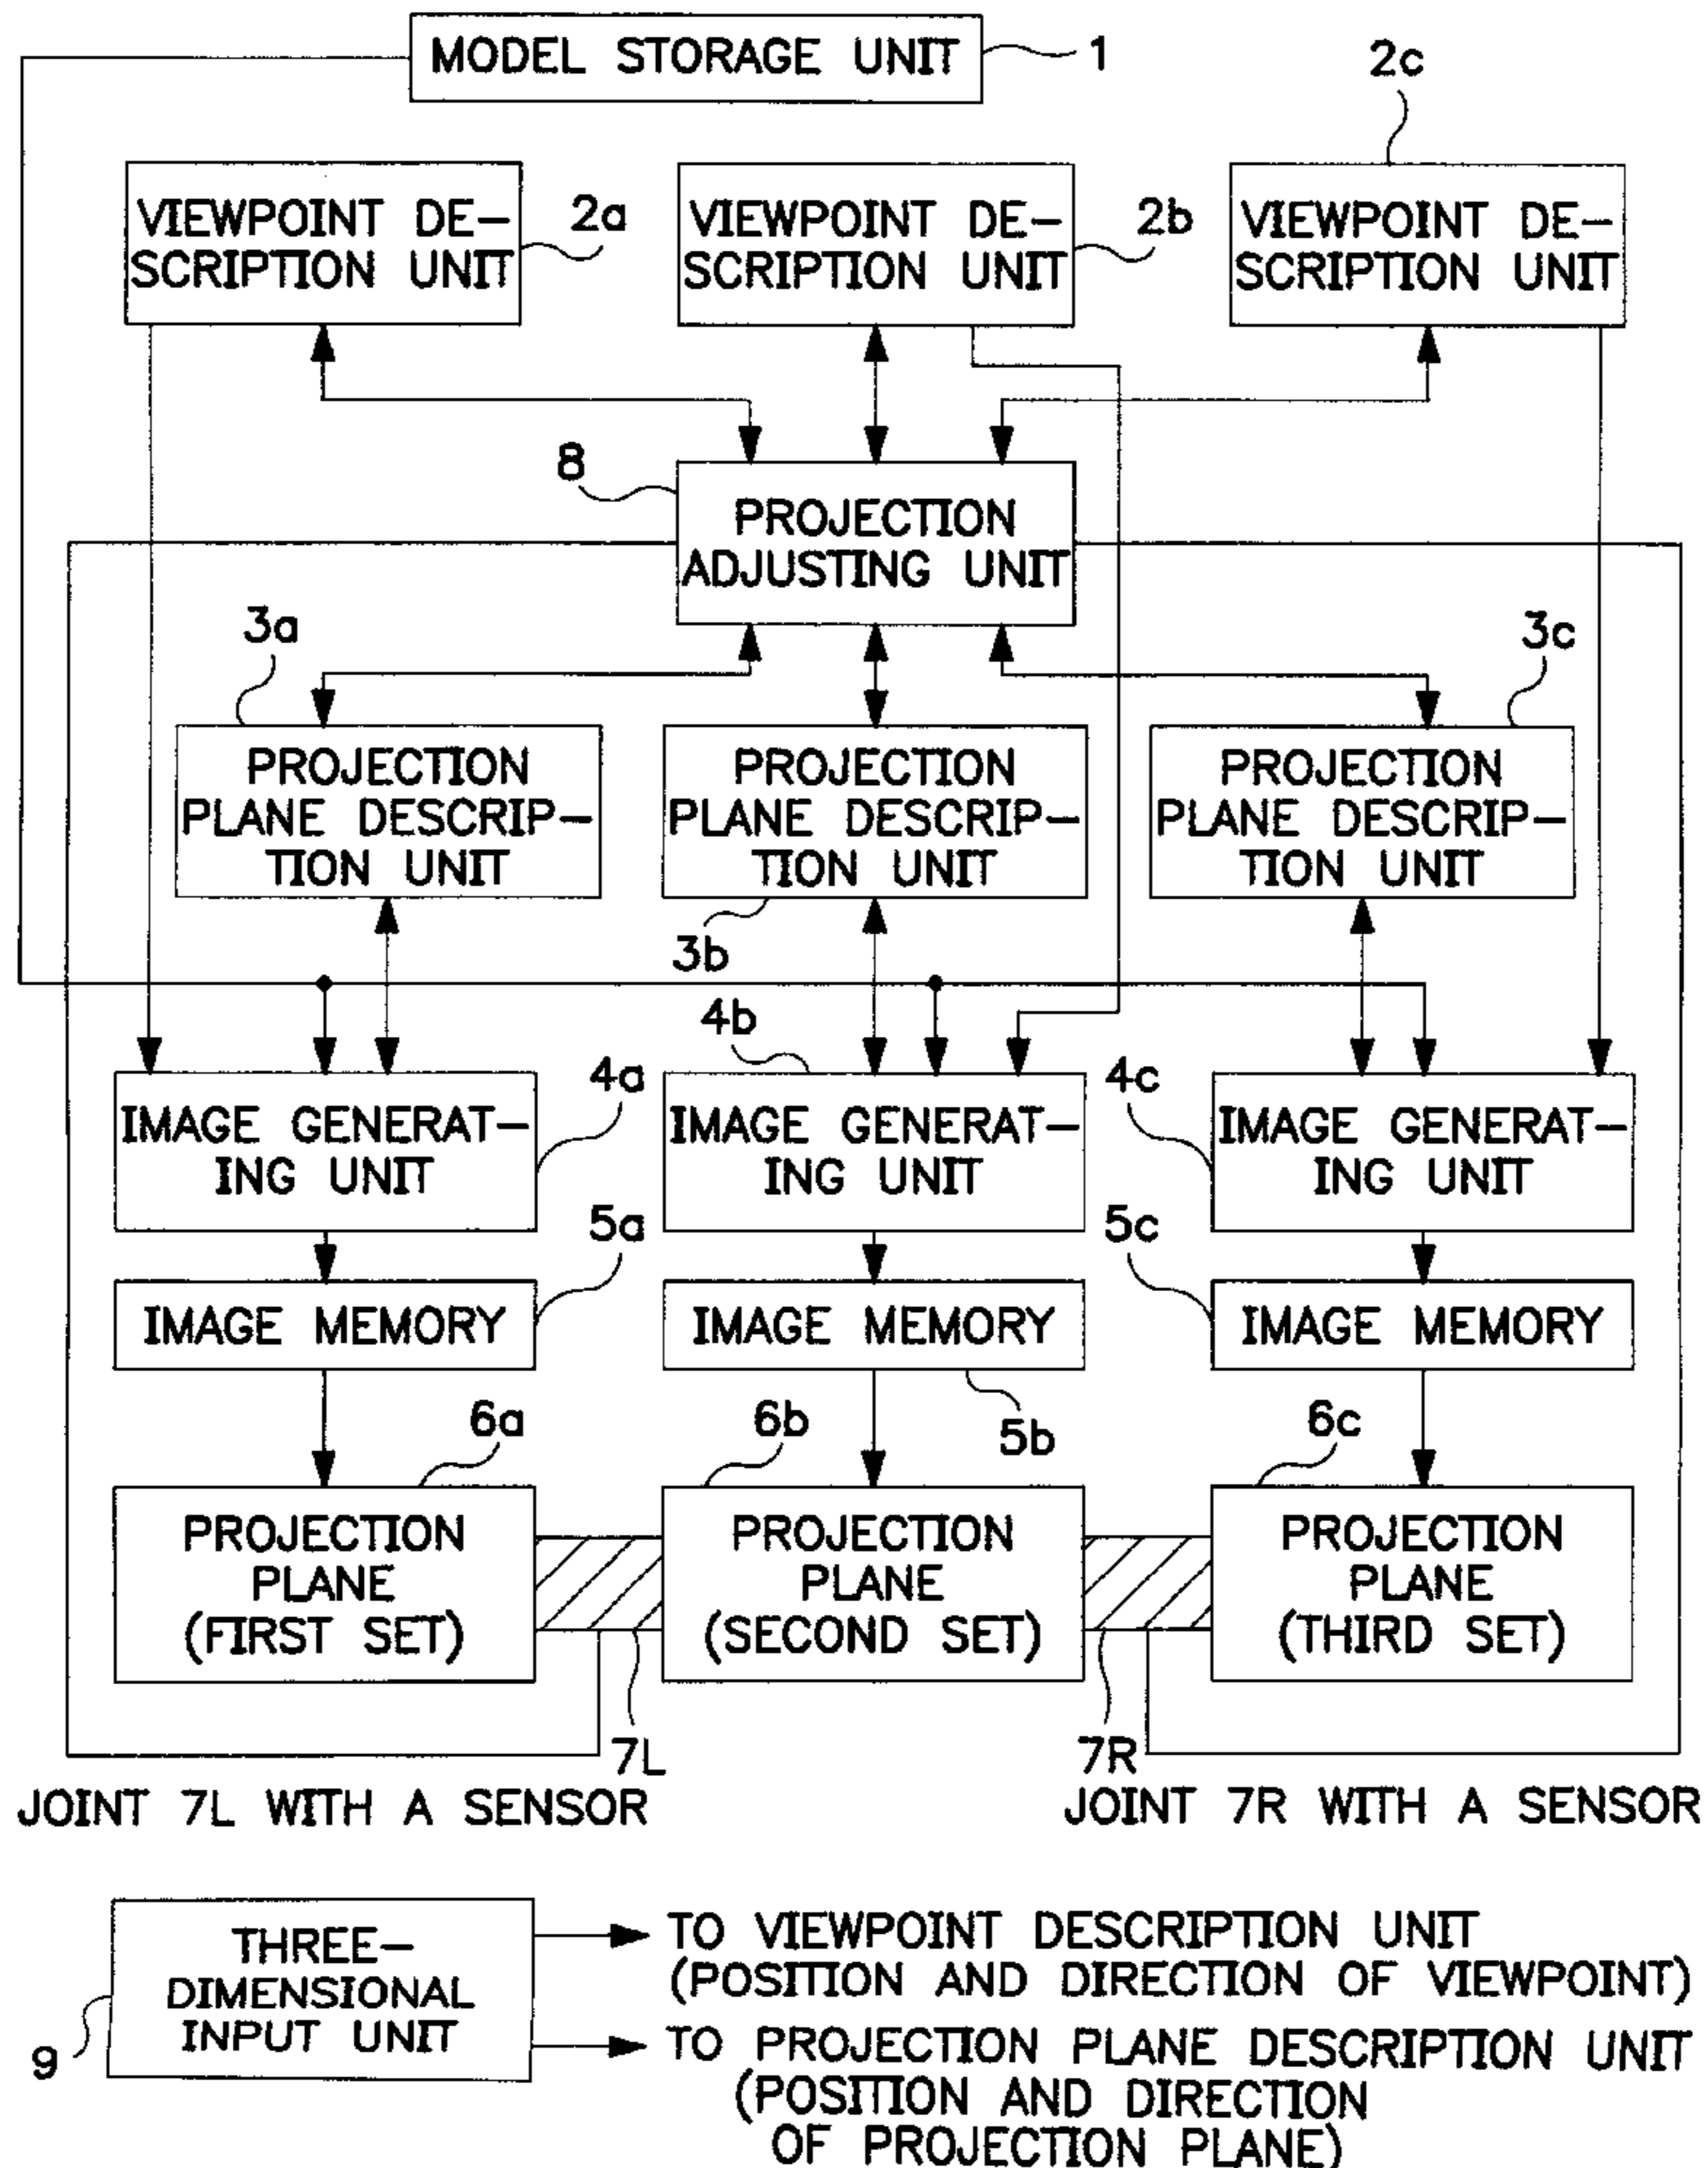 MODEL STORAGE UNIT
1
2c
VIEWPOINT DE-
SCRIPTION UNIT
2a
VIEWPOINT DE-
SCRIPTION UNIT
2b
VIEWPOINT DE-
SCRIPTION UNIT
8
PROJECTION
ADJUSTING UNIT
3a
3c
PROJECTION
PLANE DESCRIP-
TION UNIT
PROJECTION
PLANE DESCRIP-
TION UNIT
PROJECTION
PLANE DESCRIP-
TION UNIT
3b
4b
4a
4c
IMAGE GENERAT-
ING UNIT
IMAGE GENERAT-
ING UNIT
IMAGE GENERAT-
ING UNIT
5a
5c
IMAGE MEMORY
IMAGE MEMORY
IMAGE MEMORY
6a
6b
5b
6c
PROJECTION
PLANE
(FIRST SET)
PROJECTION
PLANE
(SECOND SET)
PROJECTION
PLANE
(THIRD SET)
7L
7R
JOINT 7L WITH A SENSOR
JOINT 7R WITH A SENSOR
THREE-
DIMENSIONAL
INPUT UNIT
9
TO VIEWPOINT DESCRIPTION UNIT
(POSITION AND DIRECTION OF VIEWPOINT)
TO PROJECTION PLANE DESCRIPTION UNIT
(POSITION AND DIRECTION
OF PROJECTION PLANE)